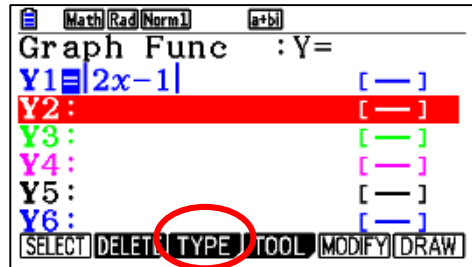 Math Rad Norm1 a+bi
Graph Func :Y=
Y1=|2x-1| [—]
Y2: [—]
Y3: [—]
Y4: [—]
Y5: [—]
Y6: [—]
SELECT DELETE TYPE TOOL MODIFY DRAW